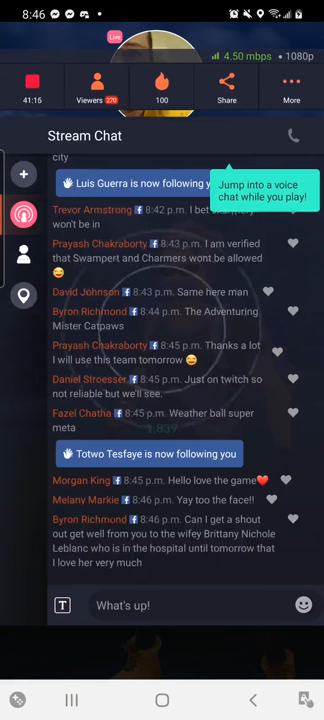 8:46
Live
4.50 mbps • 1080p
41:15
Viewers 270
100
Share
More
Stream Chat
city
Luis Guerra is now following y
Jump into a voice
chat while you play!
Trevor Armstrong 8:42 p.m. I bet
won't be in
Prayash Chakraborty 8:43 p.m. I am verified
that Swampert and Charmers wont be allowed
😅
David Johnson 8:43 p.m. Same here man
Byron Richmond 8:44 p.m. The Adventuring
Mister Catpaws
Prayash Chakraborty 8:45 p.m. Thanks a lot
I will use this team tomorrow 😅
Daniel Stroesser 8:45 p.m. Just on twitch so
not reliable but we'll see.
Fazel Chatha 8:45 p.m. Weather ball super
meta
1,839
Totwo Tesfaye is now following you
Morgan King 8:45 p.m. Hello love the game❤️
Melany Markie 8:46 p.m. Yay too the face!!
Byron Richmond 8:46 p.m. Can I get a shout
out get well from you to the wifey Brittany Nichole
Leblanc who is in the hospital until tomorrow that
I love her very much
T
What's up!